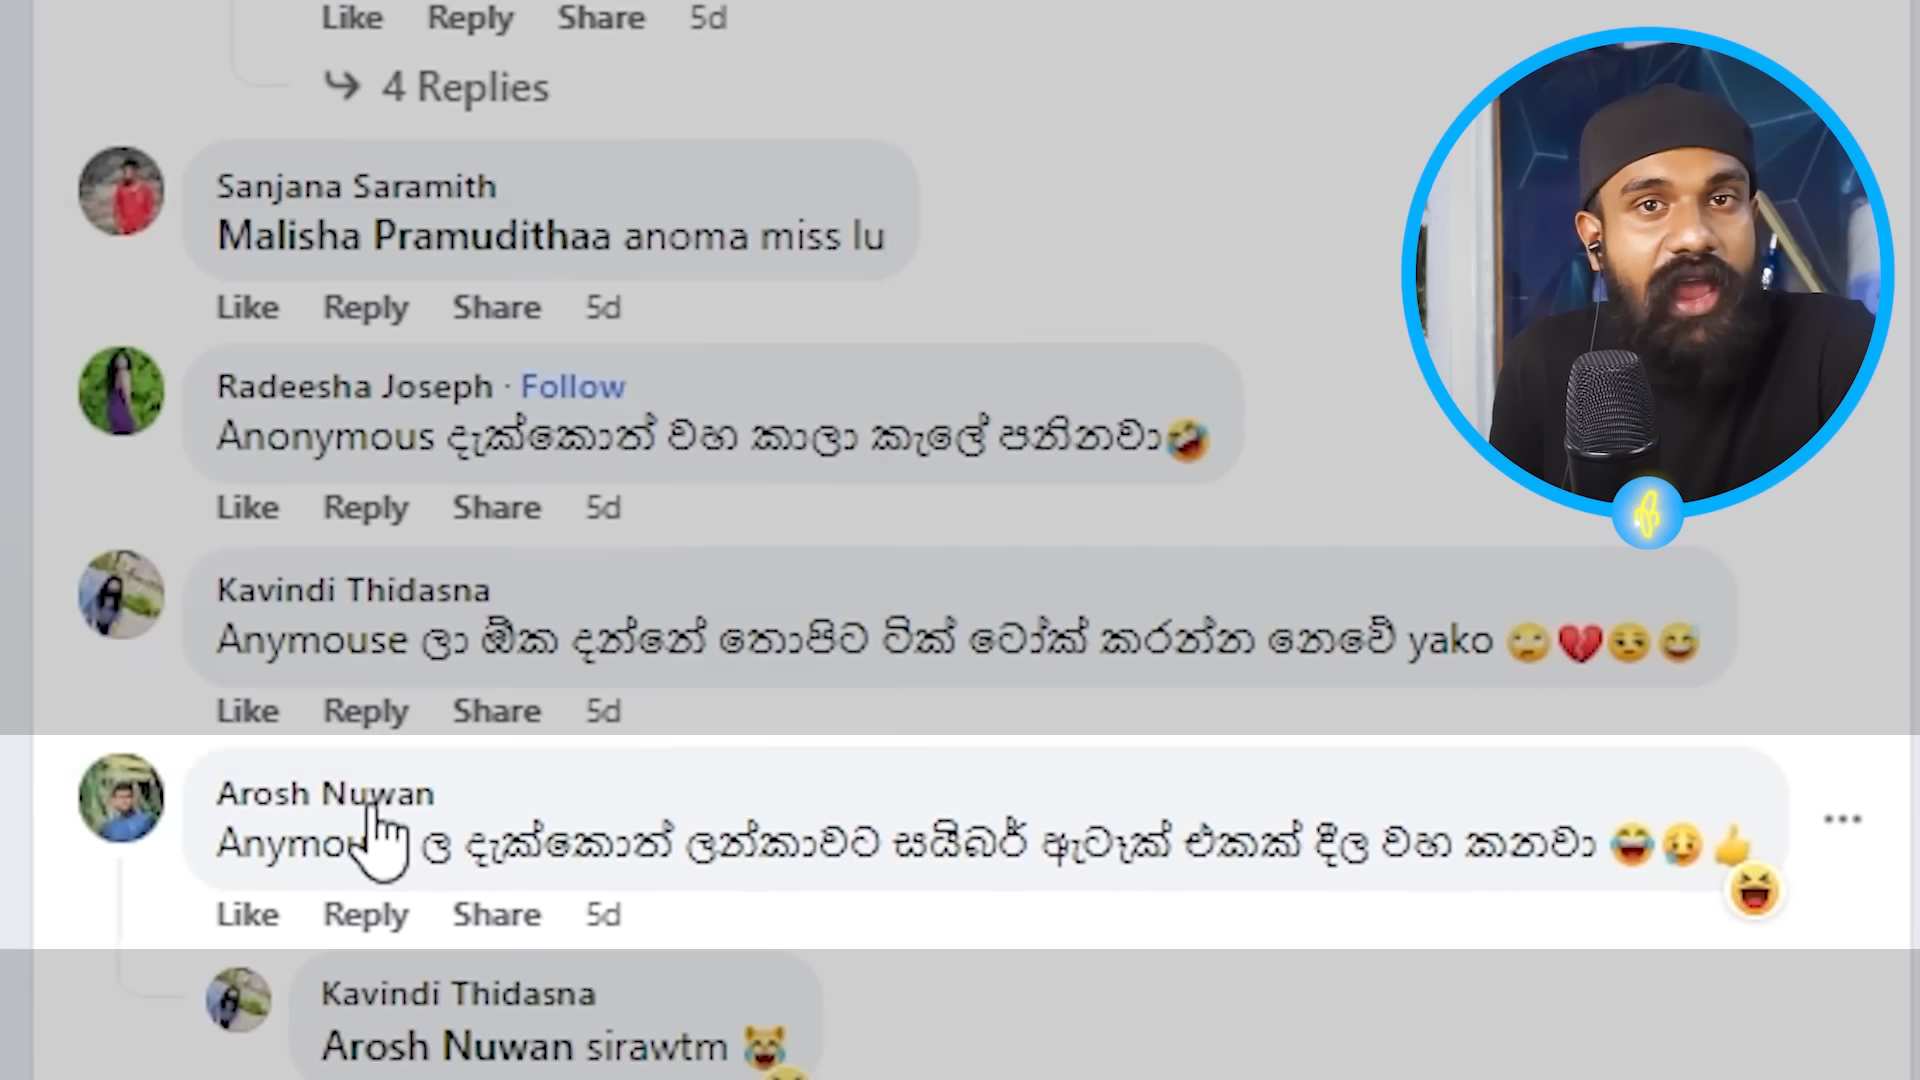 Like Reply Share 5d
4 Replies
Sanjana Saramith
Malisha Pramudithaa anoma miss lu
Like Reply Share 5d
Radeesha Joseph · Follow
Anonymous දැක්කොත් වහ කාලා කැලේ පනිනවා🤣
Like Reply Share 5d
Kavindi Thidasna
Anymouse ලා ඕක දන්නේ තොපිට ටික් ටෝක් කරන්න නෙවේ yako 🙄💔😒😅
Like Reply Share 5d
Arosh Nuwan
ල දැක්කොත් ලන්කාවට සයිබර් ඇටෑක් එකක් දීල වහ කනවා 😂😥👍
Like Reply Share 5d
Kavindi Thidasna
Arosh Nuwan sirawtm 😹